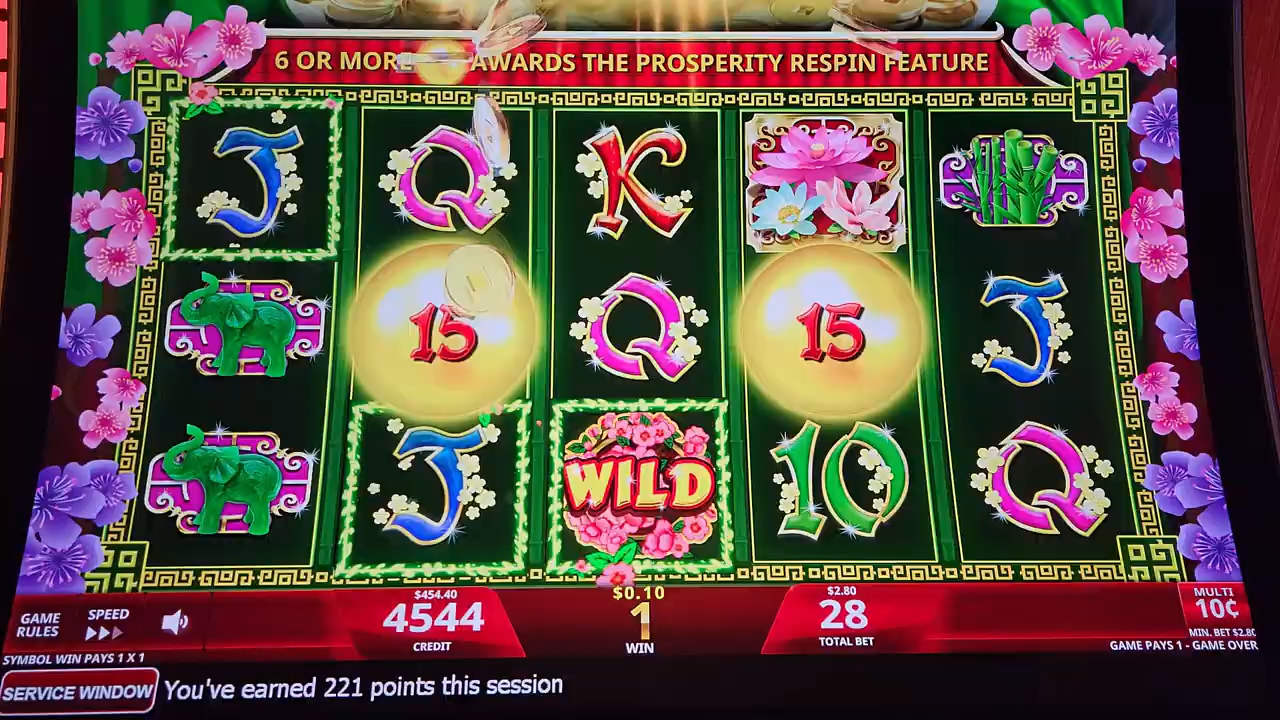 6 OR MORE AWARDS THE PROSPERITY RESPIN FEATURE
J Q K
15 Q 15 J
J WILD 10 Q
GAME RULES
SPEED
$454.40
4544
CREDIT
$0.10
1
WIN
$2.80
28
TOTAL BET
MULTI
10¢
MIN. BET $2.80
SYMBOL WIN PAYS 1 X 1
GAME PAYS 1 - GAME OVER
SERVICE WINDOW
You've earned 221 points this session